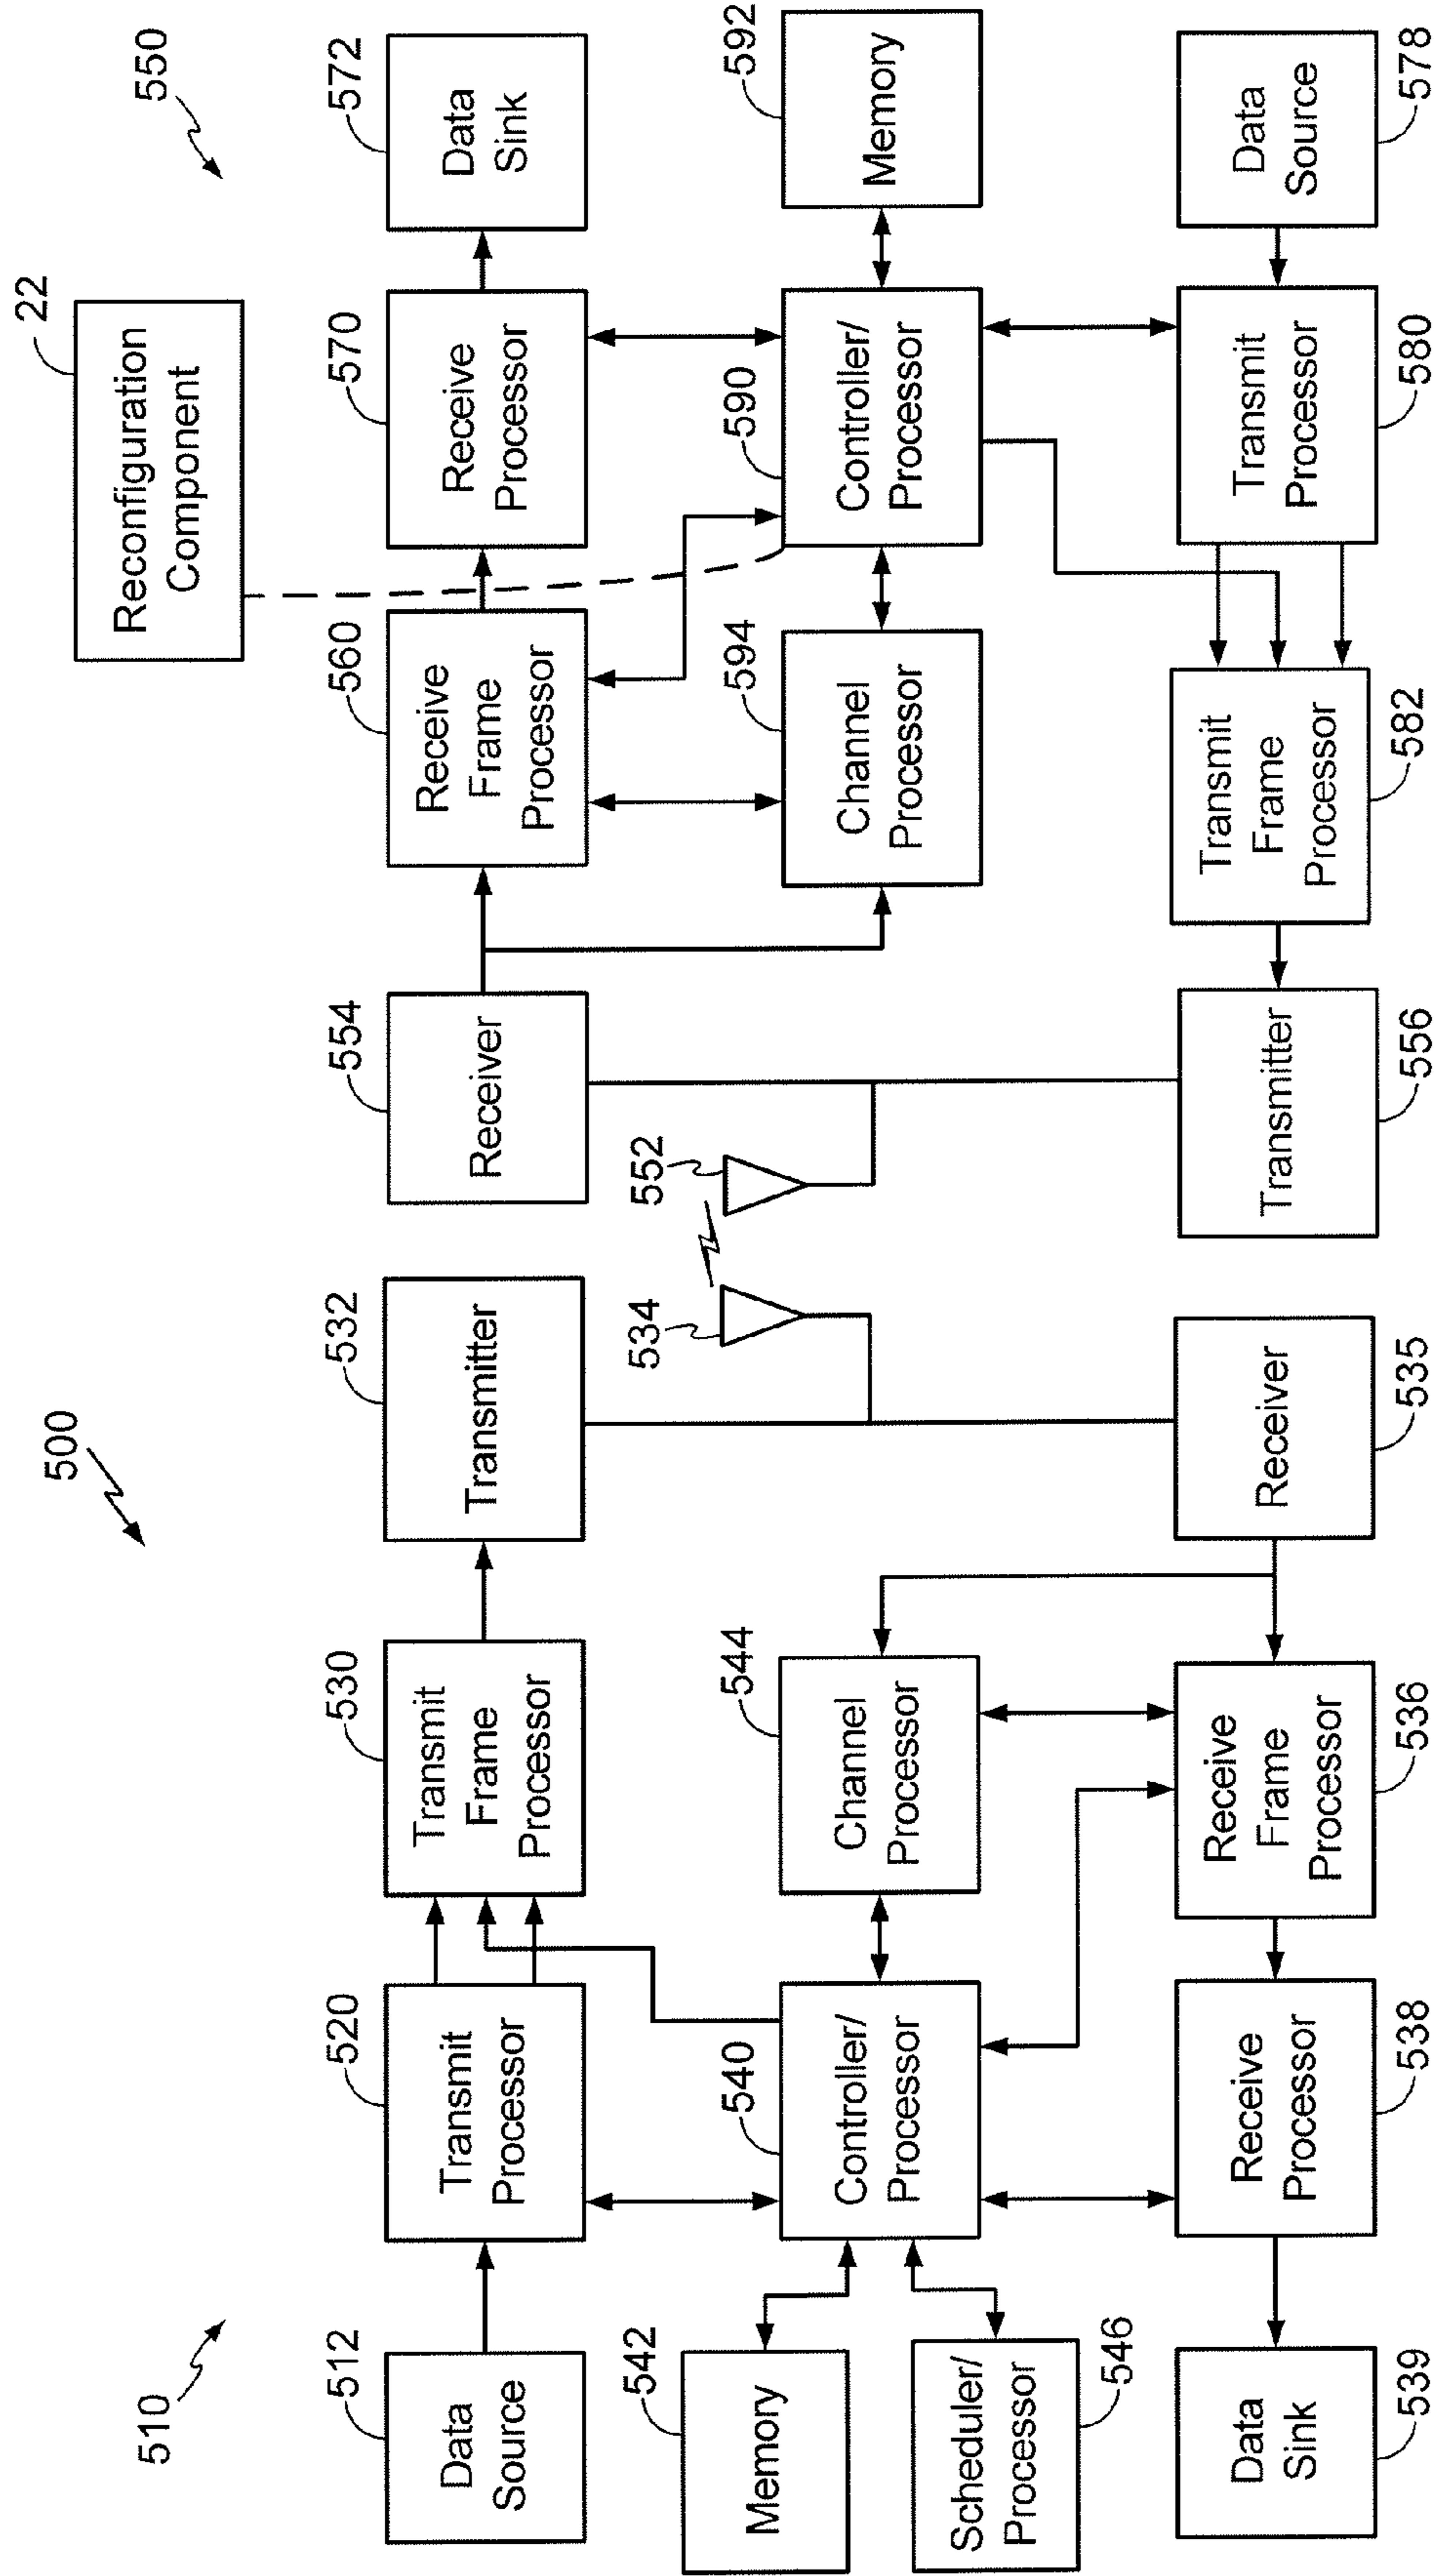 500
510
550
Reconfiguration
Component
22
512
Data
Source
520
Transmit
Processor
530
Transmit
Frame
Processor
532
Transmitter
554
Receiver
560
Receive
Frame
Processor
570
Receive
Processor
572
Data
Sink
534
552
542
Memory
540
Controller/
Processor
544
Channel
Processor
594
Channel
Processor
590
Controller/
Processor
592
Memory
Scheduler/
Processor
546
Data
Sink
539
Receive
Processor
538
Receive
Frame
Processor
536
Receiver
535
Transmitter
556
Transmit
Frame
Processor
582
Transmit
Processor
580
Data
Source
578